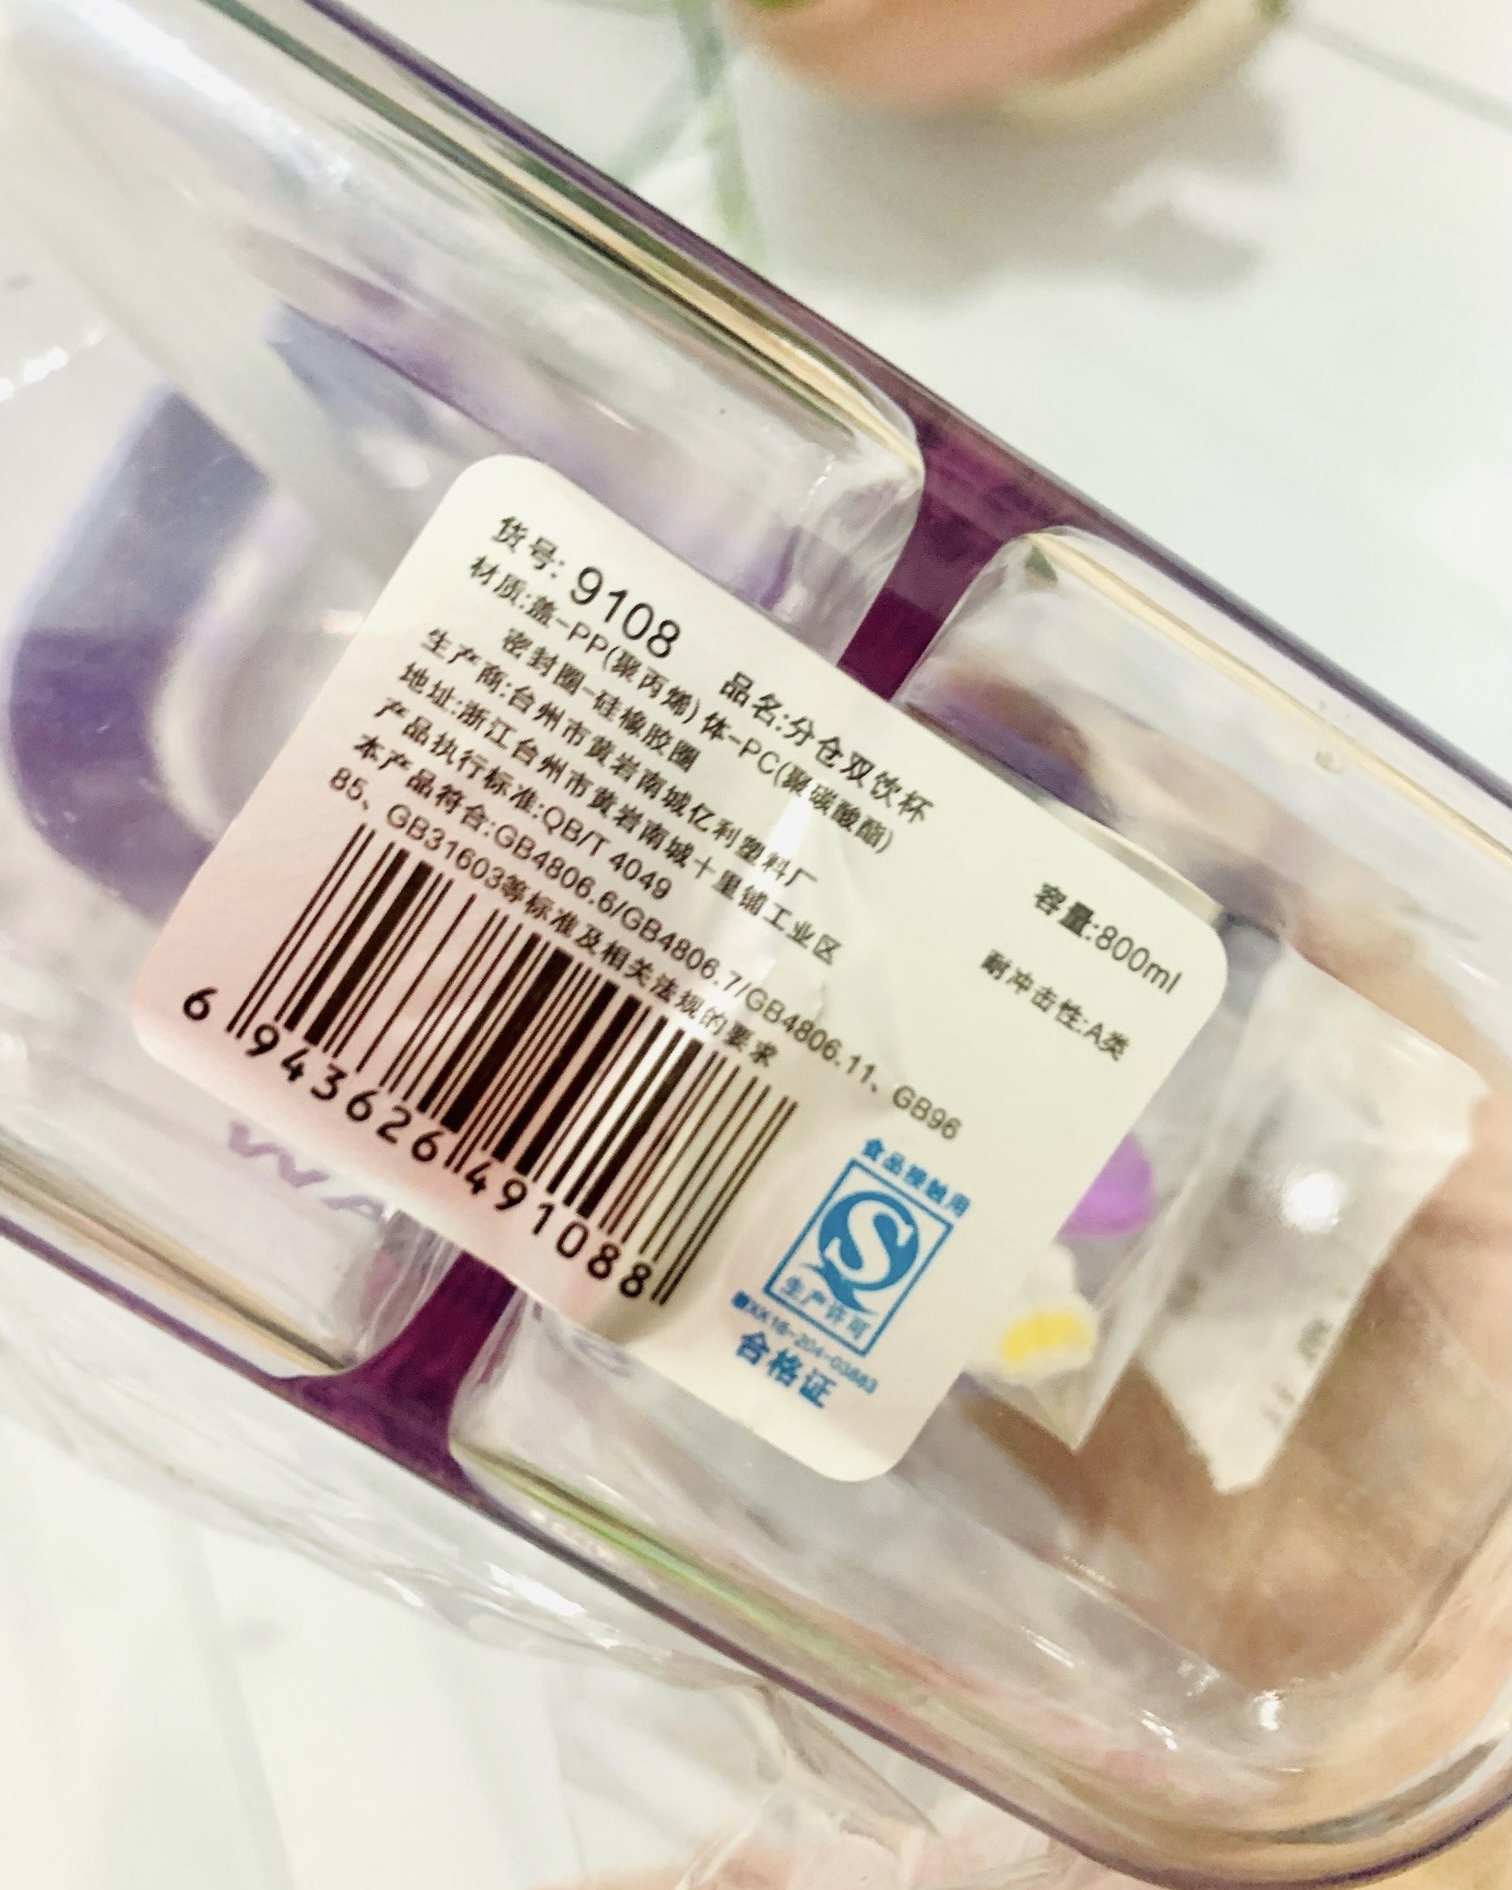 货号: 9108 品名:分仓双饮杯 容量:800ml
材质:盖-PP(聚丙烯) 体-PC(聚碳酸酯) 耐冲击性:A类
密封圈-硅橡胶圈
生产商:台州市黄岩南城亿利塑料厂
地址:浙江台州市黄岩南城十里铺工业区
产品执行标准:QB/T 4049
本产品符合:GB4806.6/GB4806.7/GB4806.11、GB96
85、GB31603等标准及相关法规的要求
6 943626 491088
食品接触用
生产许可
合格证
WA